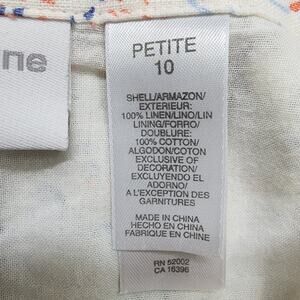 ne
PETITE
10
SHELL/ARMAZON/
EXTERIEUR:
100% LINEN/LINO/LIN
LINING/FORRO/
DOUBLURE:
100% COTTON/
ALGODON/COTON
EXCLUSIVE OF
DECORATION/
EXCLUYENDO EL
ADORNO/
A L'EXCEPTION DES
GARNITURES
MADE IN CHINA
HECHO EN CHINA
FABRIQUE EN CHINE
RN 52002
CA 16396